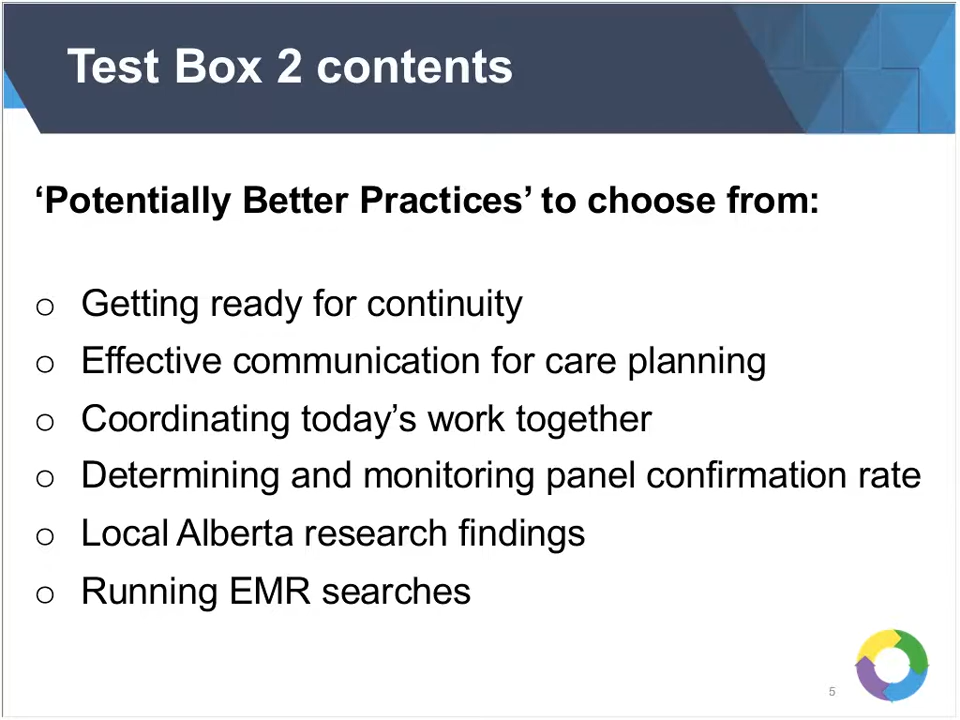 Test Box 2 contents
‘Potentially Better Practices’ to choose from:
o Getting ready for continuity
o Effective communication for care planning
o Coordinating today’s work together
o Determining and monitoring panel confirmation rate
o Local Alberta research findings
o Running EMR searches
5